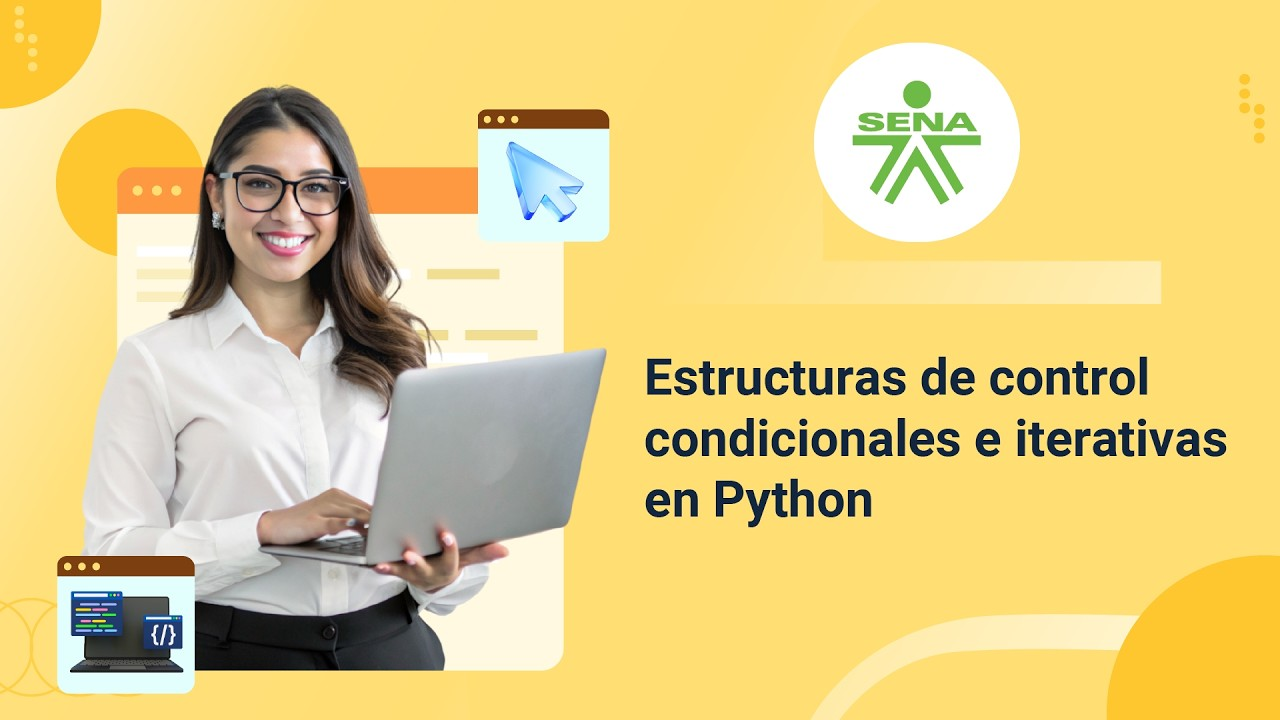 SENA
Estructuras de control
condicionales e iterativas
en Python
{/}